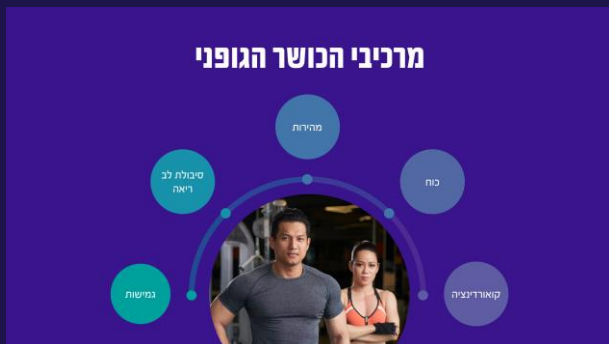 מרכיבי הכושר הגופני
מהירות
כוח
סיבולת לב
ריאה
קואורדינציה
גמישות